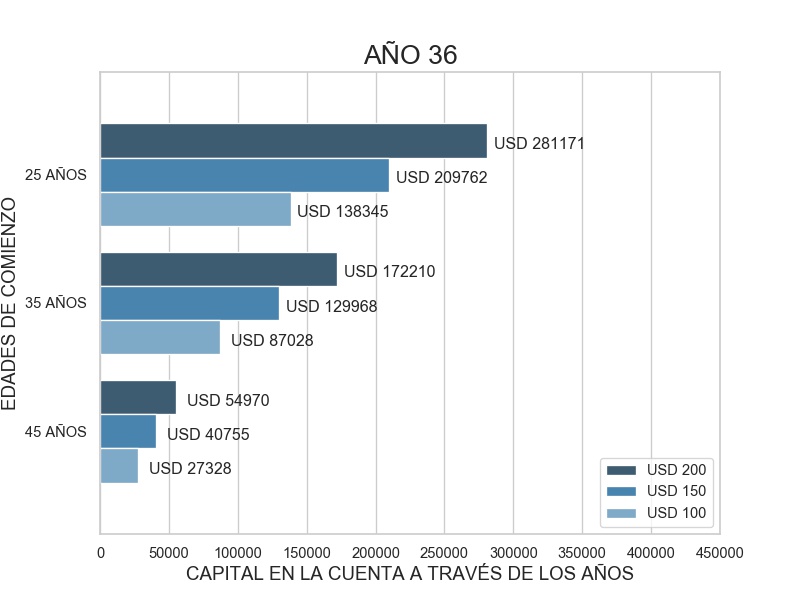 AÑO 36
EDADES DE COMIENZO
25 AÑOS
USD 281171
USD 209762
USD 138345
35 AÑOS
USD 172210
USD 129968
USD 87028
45 AÑOS
USD 54970
USD 40755
USD 27328
USD 200
USD 150
USD 100
0 50000 100000 150000 200000 250000 300000 350000 400000 450000
CAPITAL EN LA CUENTA A TRAVÉS DE LOS AÑOS